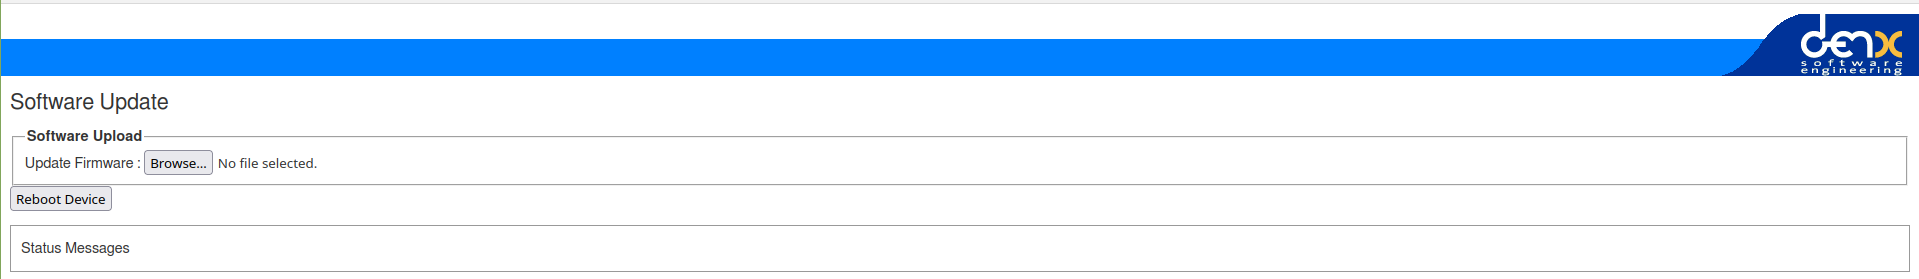 denx
software
engineering
Software Update
Software Upload
Update Firmware : Browse... No file selected.
Reboot Device
Status Messages